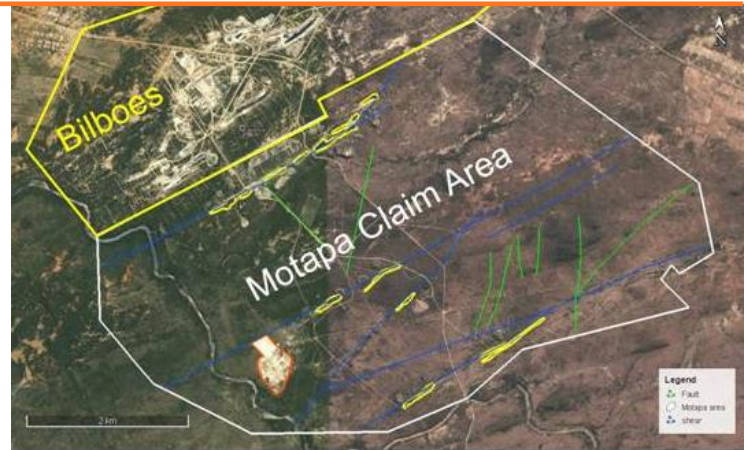 N
Bilboes
Motapa Claim Area
2 km
Legend
Fault
Motapa area
shear